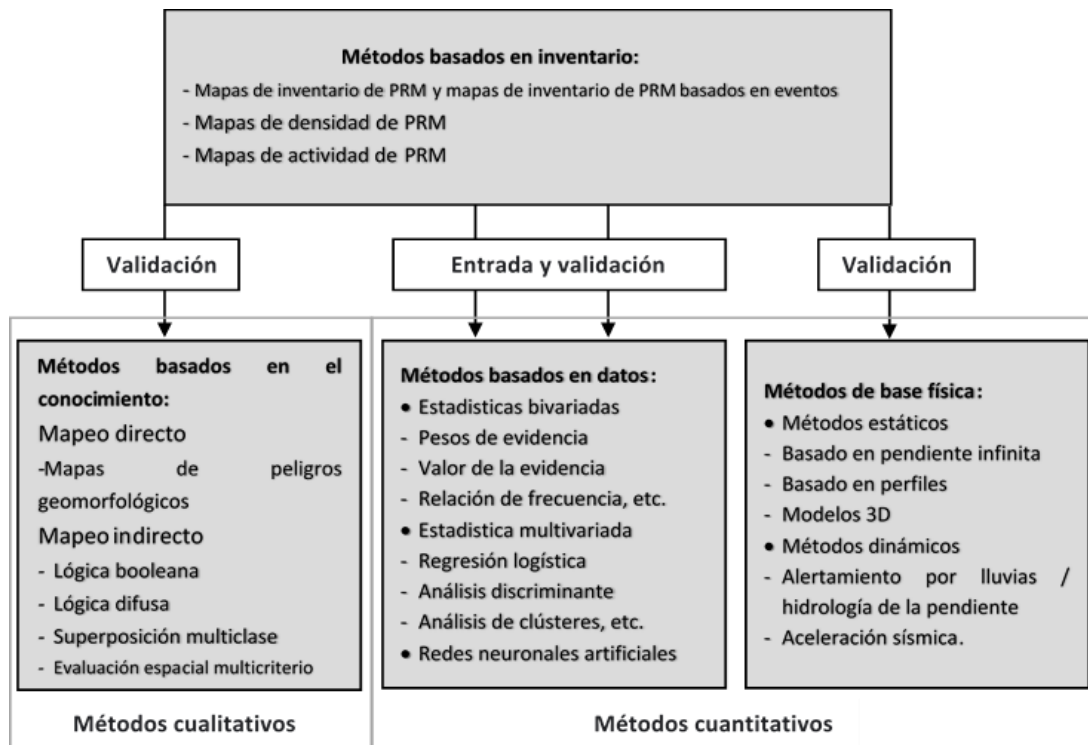 Métodos basados en inventario:
- Mapas de inventario de PRM y mapas de inventario de PRM basados en eventos
- Mapas de densidad de PRM
- Mapas de actividad de PRM
Validación
Entrada y validación
Validación
Métodos basados en el
conocimiento:
Mapeo directo
-Mapas de peligros
geomorfológicos
Mapeo indirecto
- Lógica booleana
- Lógica difusa
- Superposición multiclase
- Evaluación espacial multicriterio
Métodos basados en datos:
• Estadisticas bivariadas
- Pesos de evidencia
- Valor de la evidencia
- Relación de frecuencia, etc.
• Estadistica multivariada
- Regresión logística
- Análisis discriminante
- Análisis de clústeres, etc.
• Redes neuronales artificiales
Métodos de base física:
• Métodos estáticos
- Basado en pendiente infinita
- Basado en perfiles
- Modelos 3D
• Métodos dinámicos
- Alertamiento por lluvias /
hidrología de la pendiente
- Aceleración sísmica.
Métodos cualitativos
Métodos cuantitativos